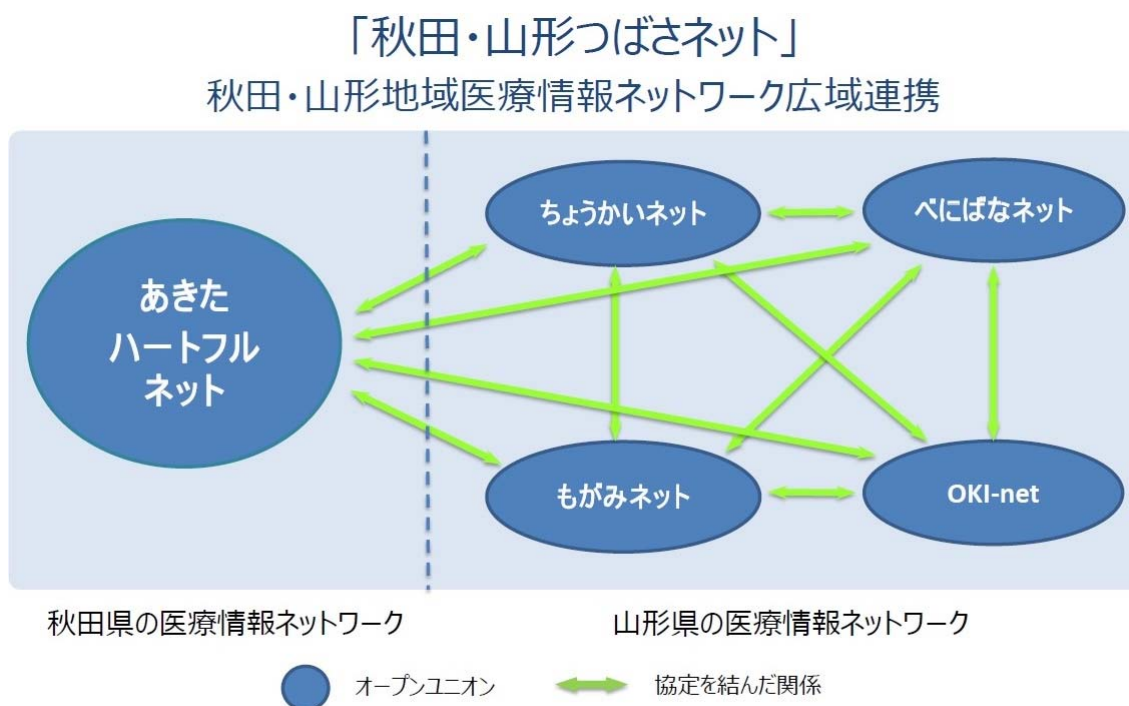 「秋田・山形つばさネット」
秋田・山形地域医療情報ネットワーク広域連携
ちょうかいネット
べにばなネット
あきた
ハートフル
ネット
もがみネット
OKI-net
秋田県の医療情報ネットワーク
山形県の医療情報ネットワーク
オープンユニオン
協定を結んだ関係